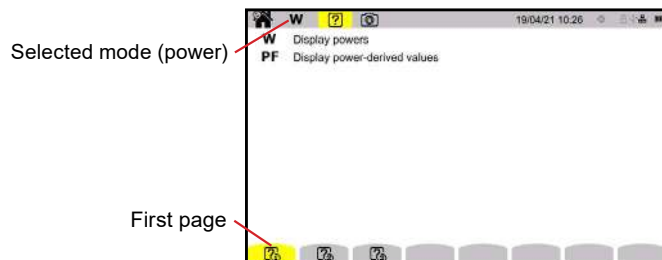 W 19/04/21 10:26
Selected mode (power)
W Display powers
PF Display power-derived values
First page